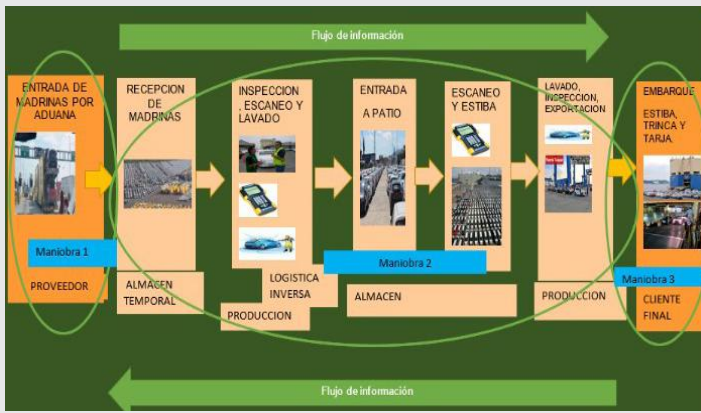 Flujo de información
ENTRADA DE
MADRINAS POR
ADUANA
RECEPCION
DE
MADRINAS
INSPECCION
, ESCANEO Y
LAVADO
ENTRADA
A PATIO
ESCANEO
Y ESTIBA
LAVADO,
INSPECCION,
EXPORTACION
EMBARQUE
ESTIBA,
TRINCA Y
TARJA.
Maniobra 1
Maniobra 2
Maniobra 3
PROVEEDOR
ALMACEN
TEMPORAL
LOGISTICA
INVERSA
PRODUCCION
ALMACEN
PRODUCCION
CLIENTE
FINAL
Flujo de información